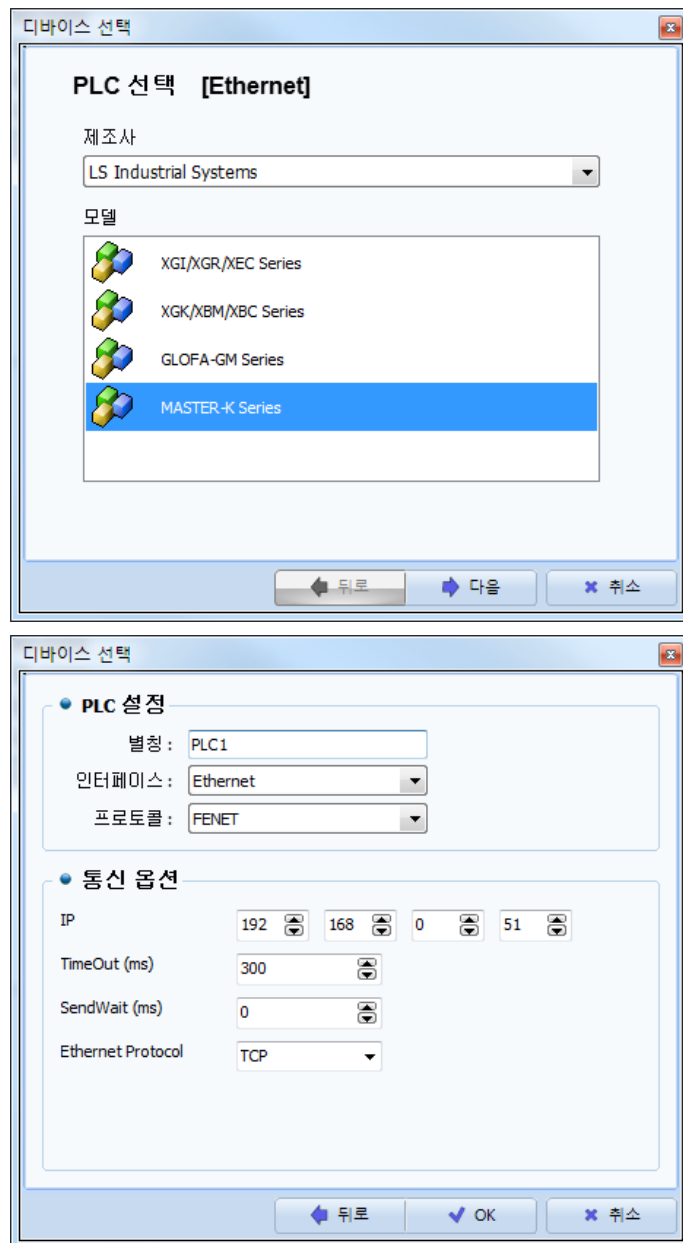 디바이스 선택
PLC 선택 [Ethernet]
제조사
LS Industrial Systems
모델
XGI/XGR/XEC Series
XGK/XBM/XBC Series
GLOFA-GM Series
MASTER-K Series
뒤로 다음 취소
디바이스 선택
PLC 설정
별칭 : PLC1
인터페이스 : Ethernet
프로토콜 : FENET
통신 옵션
IP 192 168 0 51
TimeOut (ms) 300
SendWait (ms) 0
Ethernet Protocol TCP
뒤로 OK 취소